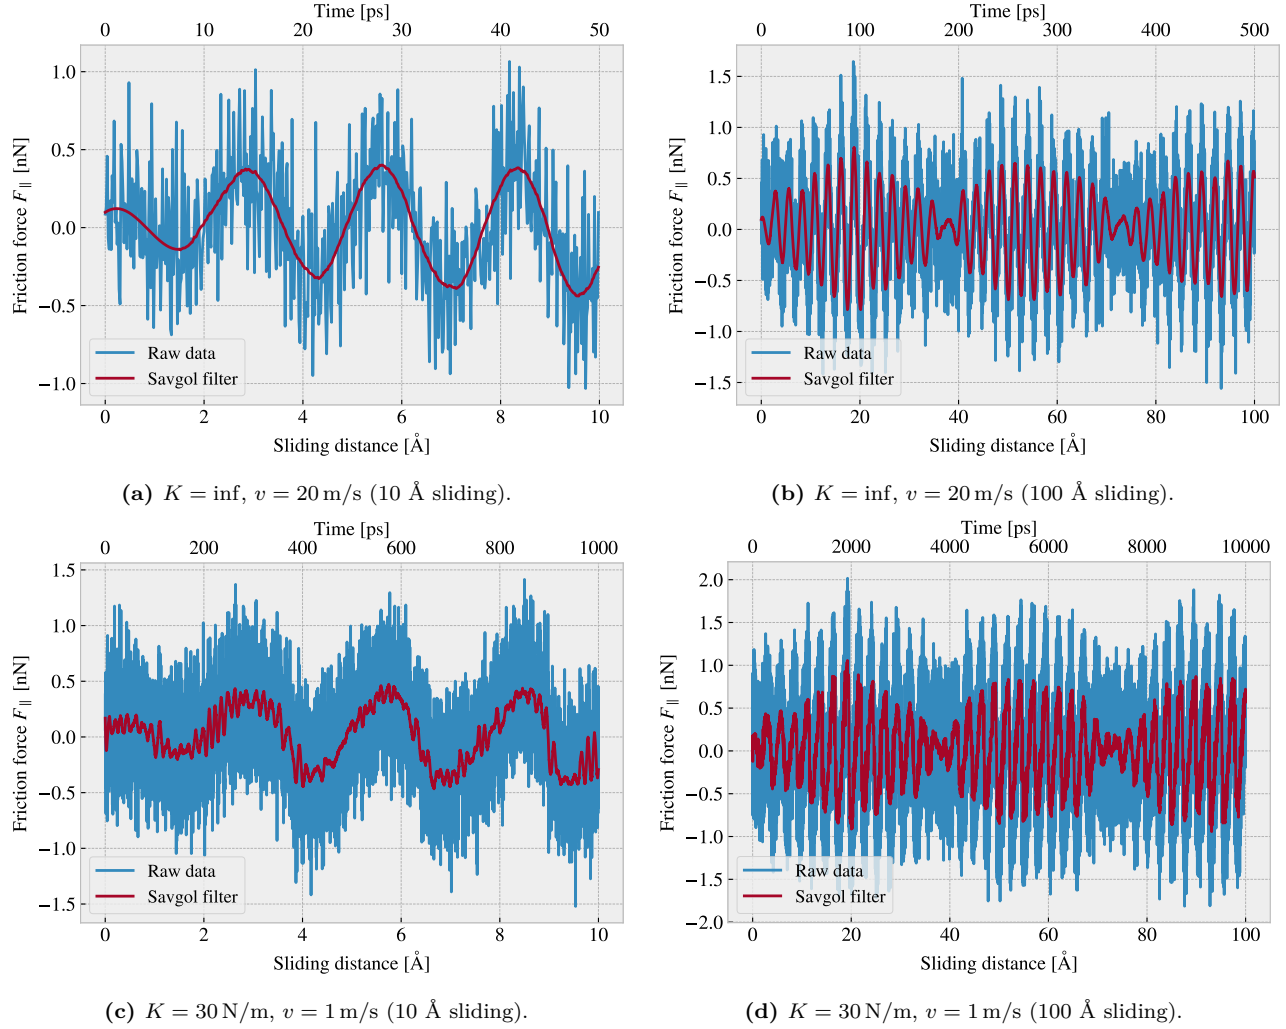 Time [ps]
0 10 20 30 40 50
1.0
0.5
0.0
−0.5
−1.0
Friction force F∥ [nN]
Raw data
Savgol filter
0 2 4 6 8 10
Sliding distance [Å]
(a) K = inf, v = 20 m/s (10 Å sliding).
Time [ps]
0 100 200 300 400 500
1.5
1.0
0.5
0.0
−0.5
−1.0
−1.5
Friction force F∥ [nN]
Raw data
Savgol filter
0 20 40 60 80 100
Sliding distance [Å]
(b) K = inf, v = 20 m/s (100 Å sliding).
Time [ps]
0 200 400 600 800 1000
1.5
1.0
0.5
0.0
−0.5
−1.0
−1.5
Friction force F∥ [nN]
Raw data
Savgol filter
0 2 4 6 8 10
Sliding distance [Å]
(c) K = 30 N/m, v = 1 m/s (10 Å sliding).
Time [ps]
0 2000 4000 6000 8000 10000
2.0
1.5
1.0
0.5
0.0
−0.5
−1.0
−1.5
−2.0
Friction force F∥ [nN]
Raw data
Savgol filter
0 20 40 60 80 100
Sliding distance [Å]
(d) K = 30 N/m, v = 1 m/s (100 Å sliding).